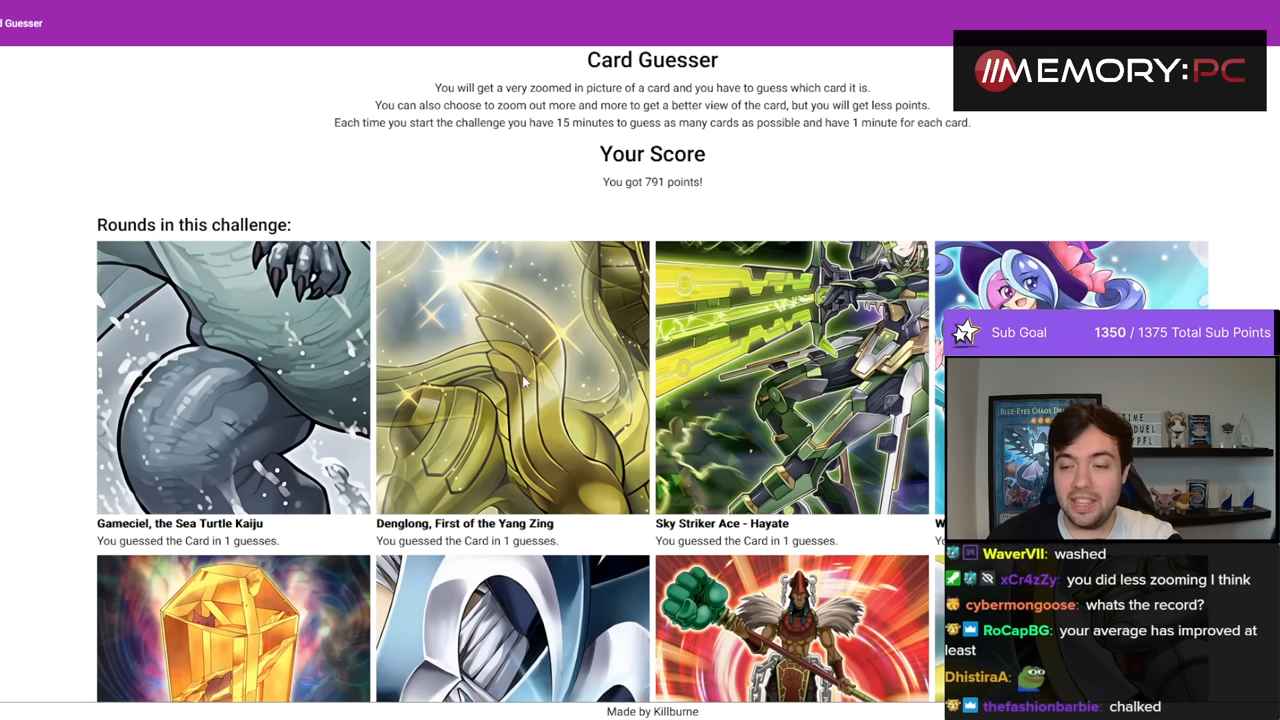 d Guesser
//MEMORY:PC
Card Guesser
You will get a very zoomed in picture of a card and you have to guess which card it is.
You can also choose to zoom out more and more to get a better view of the card, but you will get less points.
Each time you start the challenge you have 15 minutes to guess as many cards as possible and have 1 minute for each card.
Your Score
You got 791 points!
Rounds in this challenge:
Sub Goal 1350 / 1375 Total Sub Points
Gameciel, the Sea Turtle Kaiju
You guessed the Card in 1 guesses.
Denglong, First of the Yang Zing
You guessed the Card in 1 guesses.
Sky Striker Ace - Hayate
You guessed the Card in 1 guesses.
BLUE-EYES CHAOS
WaverVII: washed
xCr4zZy: you did less zooming I think
cybermongoose: whats the record?
RoCapBG: your average has improved at
least
DhistiraA:
thefashionbarbie: chalked
Made by Killburne